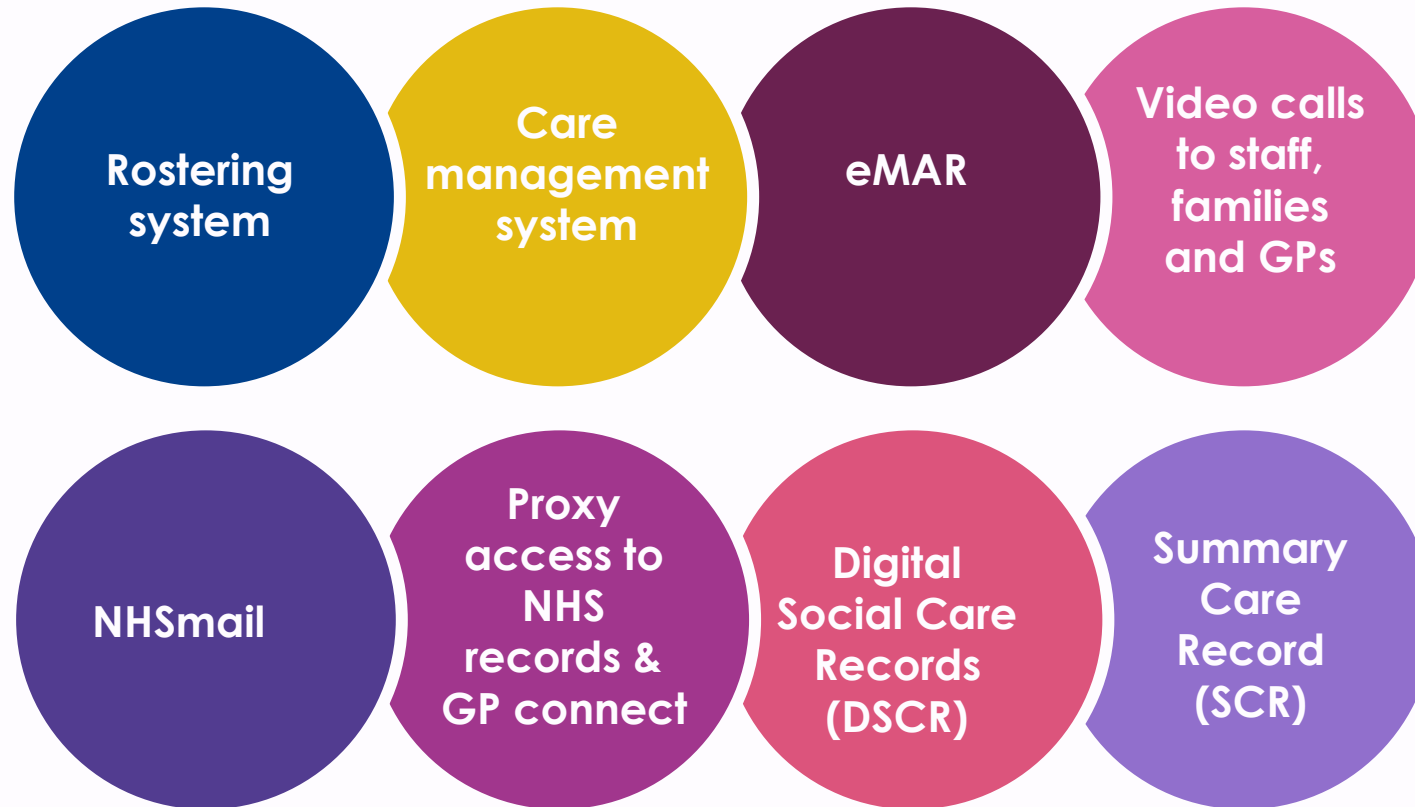 Rostering
system
Care
management
system
eMAR
Video calls
to staff,
families
and GPs
NHSmail
Proxy
access to
NHS
records &
GP connect
Digital
Social Care
Records
(DSCR)
Summary
Care
Record
(SCR)